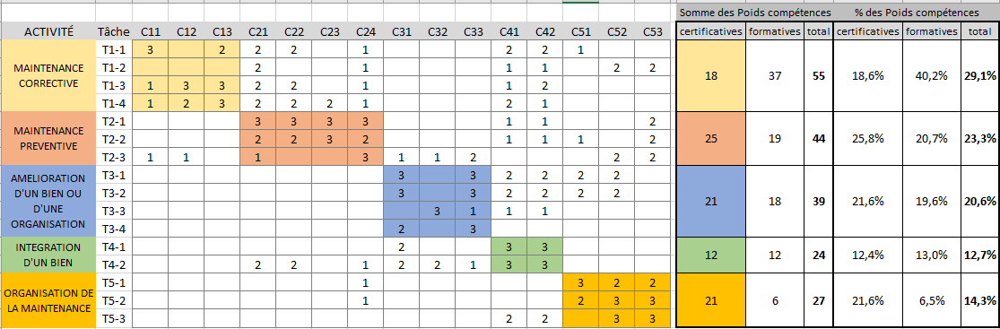 Somme des Poids compétences % des Poids compétences
ACTIVITÉ Tâche C11 C12 C13 C21 C22 C23 C24 C31 C32 C33 C41 C42 C51 C52 C53 certificatives formatives total certificatives formatives total
MAINTENANCE
CORRECTIVE
T1-1 3 2 2 2 1 2 2 1
T1-2 2 1 1 1 2 2
T1-3 1 3 3 2 2 1 1 2
T1-4 1 2 3 2 2 2 1 2 1
18 37 55 18,6% 40,2% 29,1%
MAINTENANCE
PREVENTIVE
T2-1 3 3 3 3 1 1 2
T2-2 2 2 3 2 1 1 1 2
T2-3 1 1 1 3 1 1 2 2 2
25 19 44 25,8% 20,7% 23,3%
AMELIORATION
D'UN BIEN OU
D'UNE
ORGANISATION
T3-1 3 3 2 2 2 2
T3-2 3 3 2 2 2 2
T3-3 3 1 1 1
T3-4 2 3
21 18 39 21,6% 19,6% 20,6%
INTEGRATION
D'UN BIEN
T4-1 2 3 3
T4-2 2 2 1 2 2 1 3 3
12 12 24 12,4% 13,0% 12,7%
ORGANISATION DE
LA MAINTENANCE
T5-1 1 3 2 2
T5-2 1 2 3 3
T5-3 2 2 3 3
21 6 27 21,6% 6,5% 14,3%